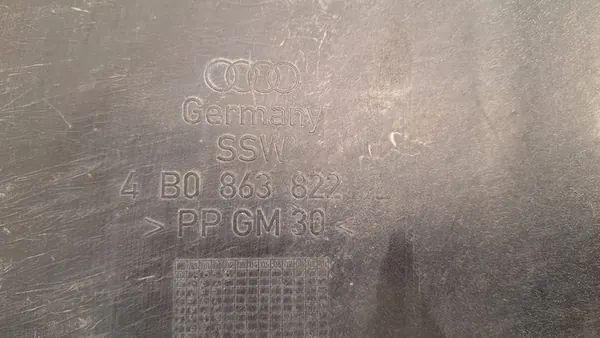 Germany
SSW
4 B0 863 822
> PP GM 30 <